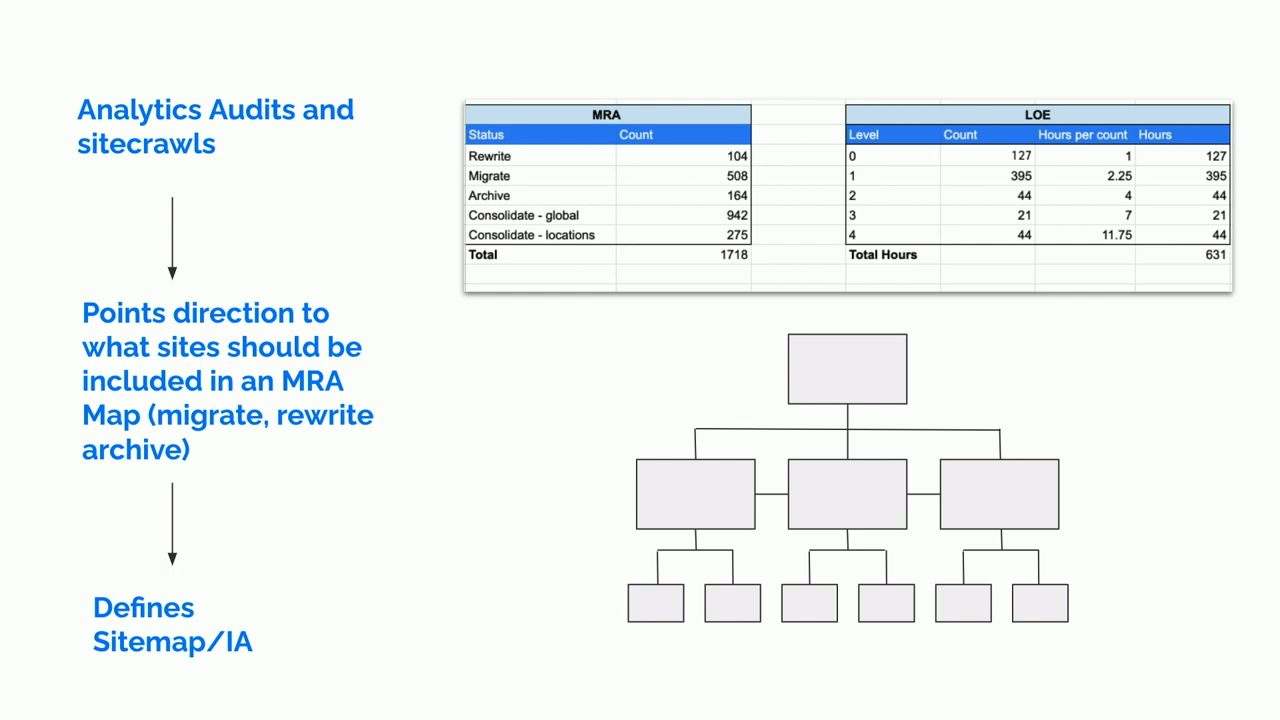 Analytics Audits and
sitecrawls
Points direction to
what sites should be
included in an MRA
Map (migrate, rewrite
archive)
Defines
Sitemap/IA
MRA
Status Count
Rewrite 104
Migrate 508
Archive 164
Consolidate - global 942
Consolidate - locations 275
Total 1718
LOE
Level Count Hours per count Hours
0 127 1 127
1 395 2.25 395
2 44 4 44
3 21 7 21
4 44 11.75 44
Total Hours 631